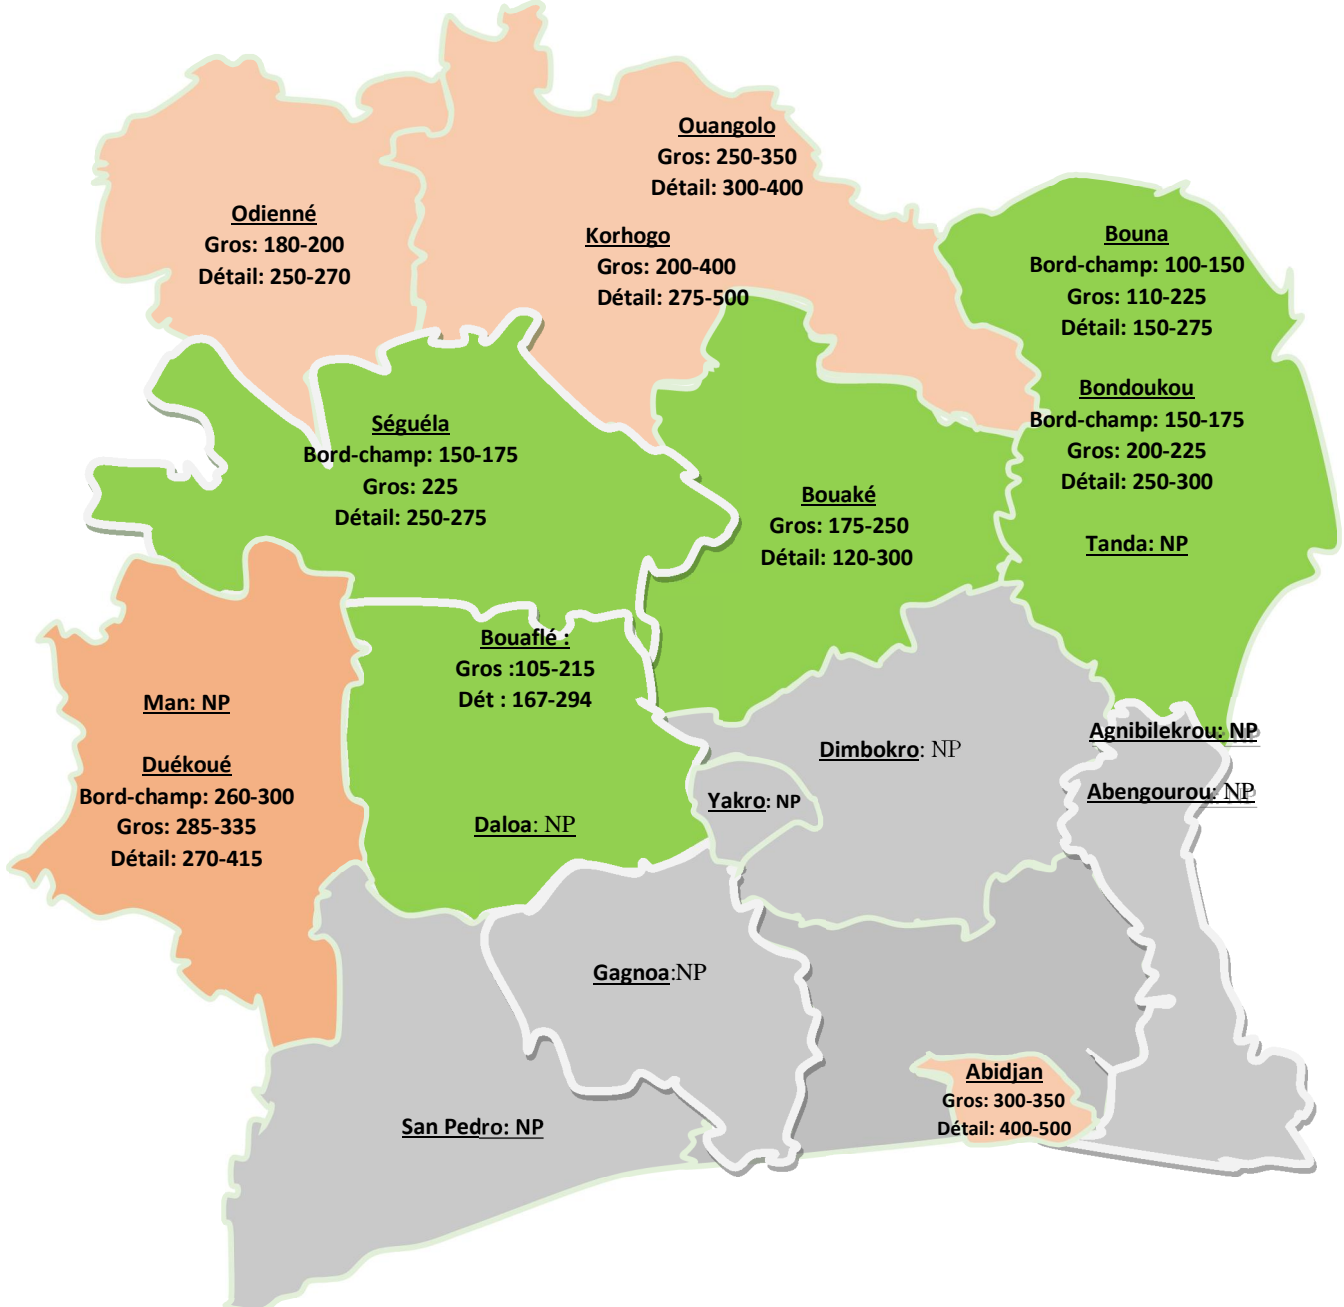 Ouangolo
Gros: 250-350
Détail: 300-400
Korhogo
Gros: 200-400
Détail: 275-500
Odienné
Gros: 180-200
Détail: 250-270
Bouna
Bord-champ: 100-150
Gros: 110-225
Détail: 150-275
Bondoukou
Bord-champ: 150-175
Gros: 200-225
Détail: 250-300
Tanda: NP
Séguéla
Bord-champ: 150-175
Gros: 225
Détail: 250-275
Bouaké
Gros: 175-250
Détail: 120-300
Bouaflé :
Gros :105-215
Dét : 167-294
Daloa: NP
Man: NP
Duékoué
Bord-champ: 260-300
Gros: 285-335
Détail: 270-415
Dimbokro: NP
Yakro: NP
Agnibilekrou: NP
Abengourou: NP
Gagnoa:NP
San Pedro: NP
Abidjan
Gros: 300-350
Détail: 400-500